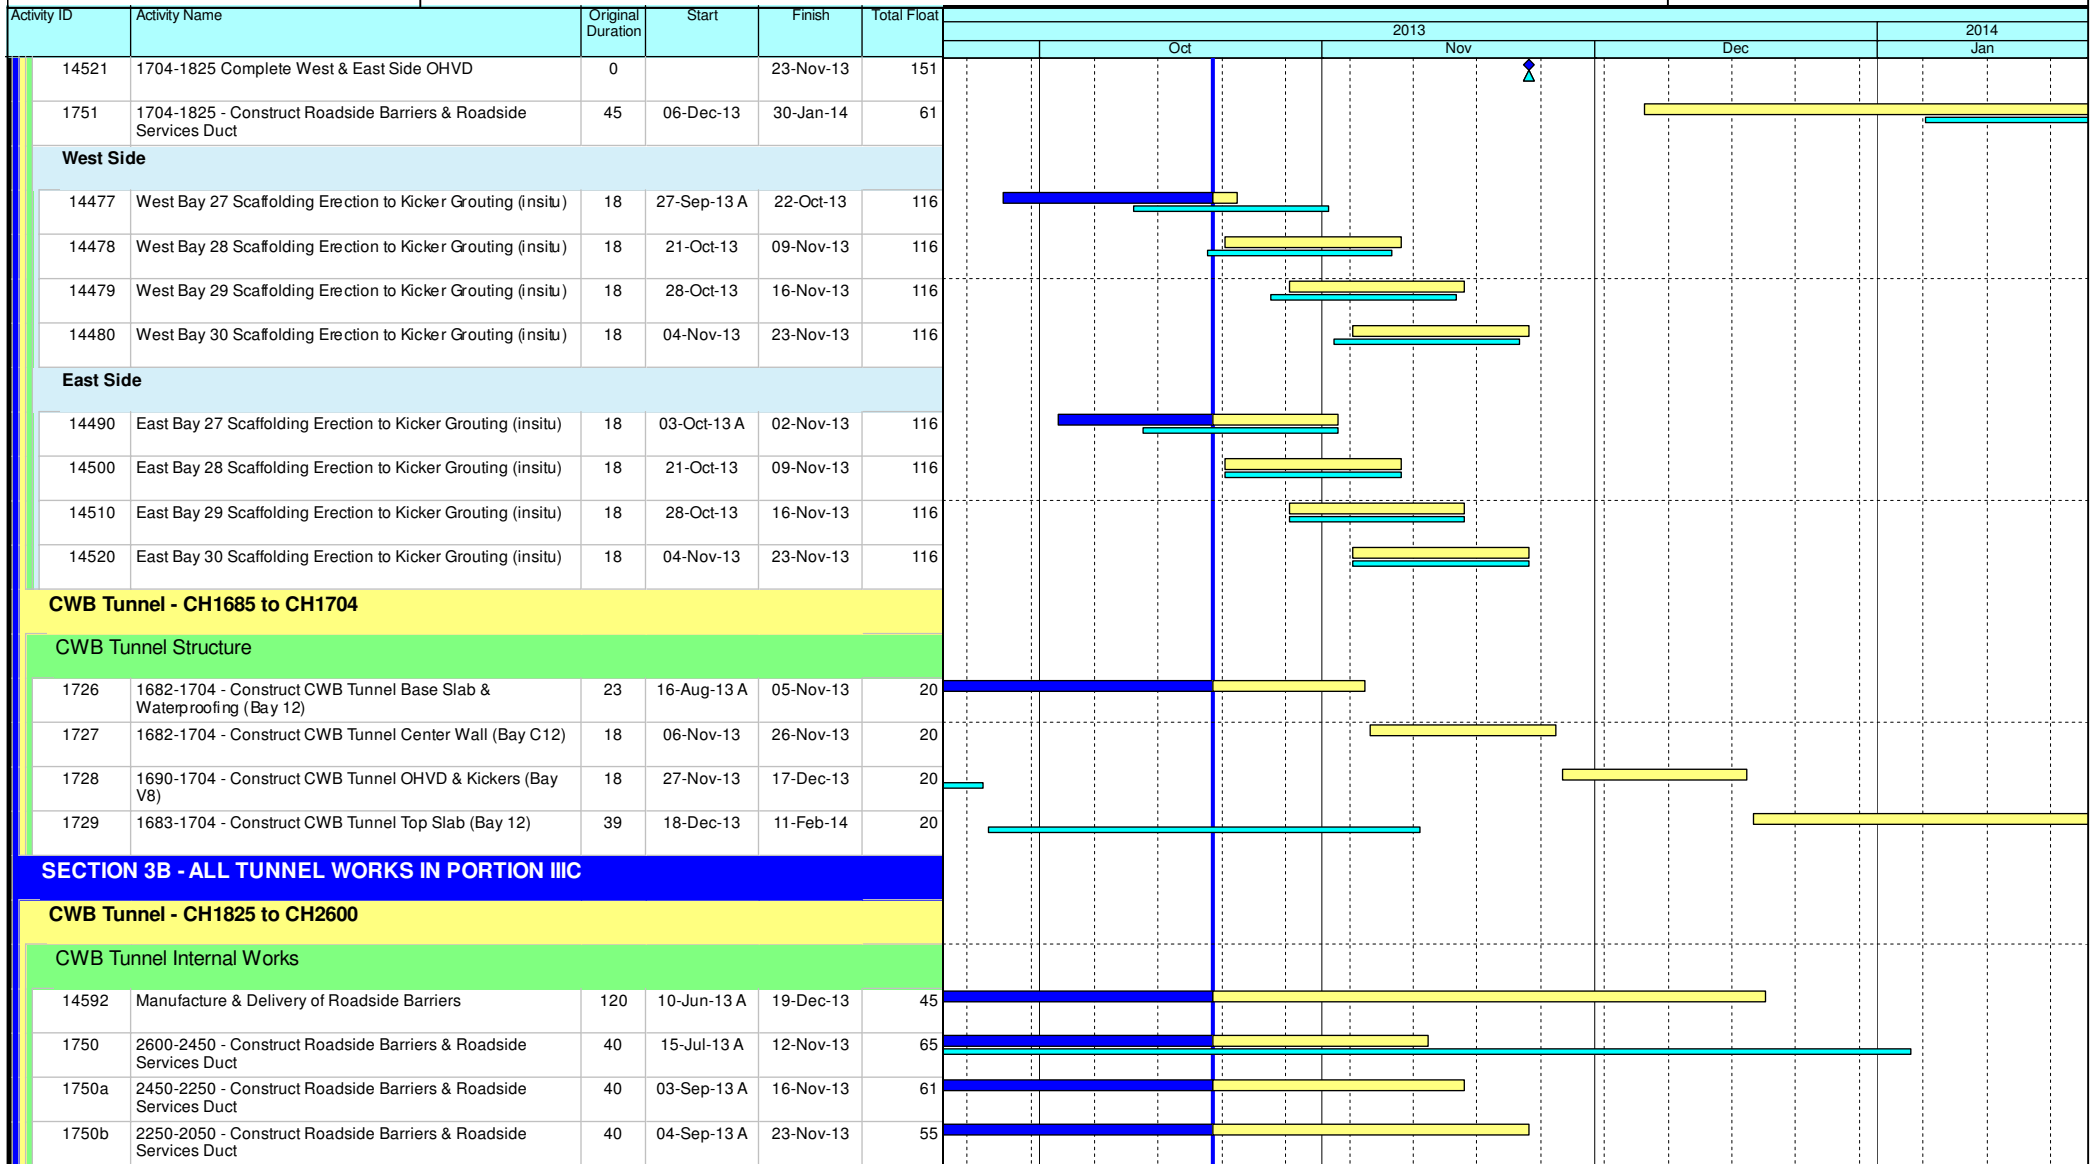 Activity ID Activity Name Original Duration Start Finish Total Float
2013 2014
Oct Nov Dec Jan
14521 1704-1825 Complete West & East Side OHVD 0 23-Nov-13 151
1751 1704-1825 - Construct Roadside Barriers & Roadside Services Duct 45 06-Dec-13 30-Jan-14 61
West Side
14477 West Bay 27 Scaffolding Erection to Kicker Grouting (insitu) 18 27-Sep-13 A 22-Oct-13 116
14478 West Bay 28 Scaffolding Erection to Kicker Grouting (insitu) 18 21-Oct-13 09-Nov-13 116
14479 West Bay 29 Scaffolding Erection to Kicker Grouting (insitu) 18 28-Oct-13 16-Nov-13 116
14480 West Bay 30 Scaffolding Erection to Kicker Grouting (insitu) 18 04-Nov-13 23-Nov-13 116
East Side
14490 East Bay 27 Scaffolding Erection to Kicker Grouting (insitu) 18 03-Oct-13 A 02-Nov-13 116
14500 East Bay 28 Scaffolding Erection to Kicker Grouting (insitu) 18 21-Oct-13 09-Nov-13 116
14510 East Bay 29 Scaffolding Erection to Kicker Grouting (insitu) 18 28-Oct-13 16-Nov-13 116
14520 East Bay 30 Scaffolding Erection to Kicker Grouting (insitu) 18 04-Nov-13 23-Nov-13 116
CWB Tunnel - CH1685 to CH1704
CWB Tunnel Structure
1726 1682-1704 - Construct CWB Tunnel Base Slab & Waterproofing (Bay 12) 23 16-Aug-13 A 05-Nov-13 20
1727 1682-1704 - Construct CWB Tunnel Center Wall (Bay C12) 18 06-Nov-13 26-Nov-13 20
1728 1690-1704 - Construct CWB Tunnel OHVD & Kickers (Bay V8) 18 27-Nov-13 17-Dec-13 20
1729 1683-1704 - Construct CWB Tunnel Top Slab (Bay 12) 39 18-Dec-13 11-Feb-14 20
SECTION 3B - ALL TUNNEL WORKS IN PORTION IIIC
CWB Tunnel - CH1825 to CH2600
CWB Tunnel Internal Works
14592 Manufacture & Delivery of Roadside Barriers 120 10-Jun-13 A 19-Dec-13 45
1750 2600-2450 - Construct Roadside Barriers & Roadside Services Duct 40 15-Jul-13 A 12-Nov-13 65
1750a 2450-2250 - Construct Roadside Barriers & Roadside Services Duct 40 03-Sep-13 A 16-Nov-13 61
1750b 2250-2050 - Construct Roadside Barriers & Roadside Services Duct 40 04-Sep-13 A 23-Nov-13 55